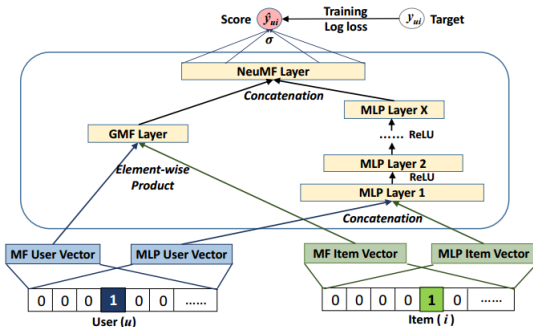 Score ŷui Training yui Target
Log loss
σ
NeuMF Layer
Concatenation
MLP Layer X
GMF Layer
...... ReLU
Element-wise
Product
MLP Layer 2
ReLU
MLP Layer 1
Concatenation
MF User Vector MLP User Vector MF Item Vector MLP Item Vector
0 0 0 1 0 0 ...... 0 0 0 0 1 0 ......
User (u) Item ( i )